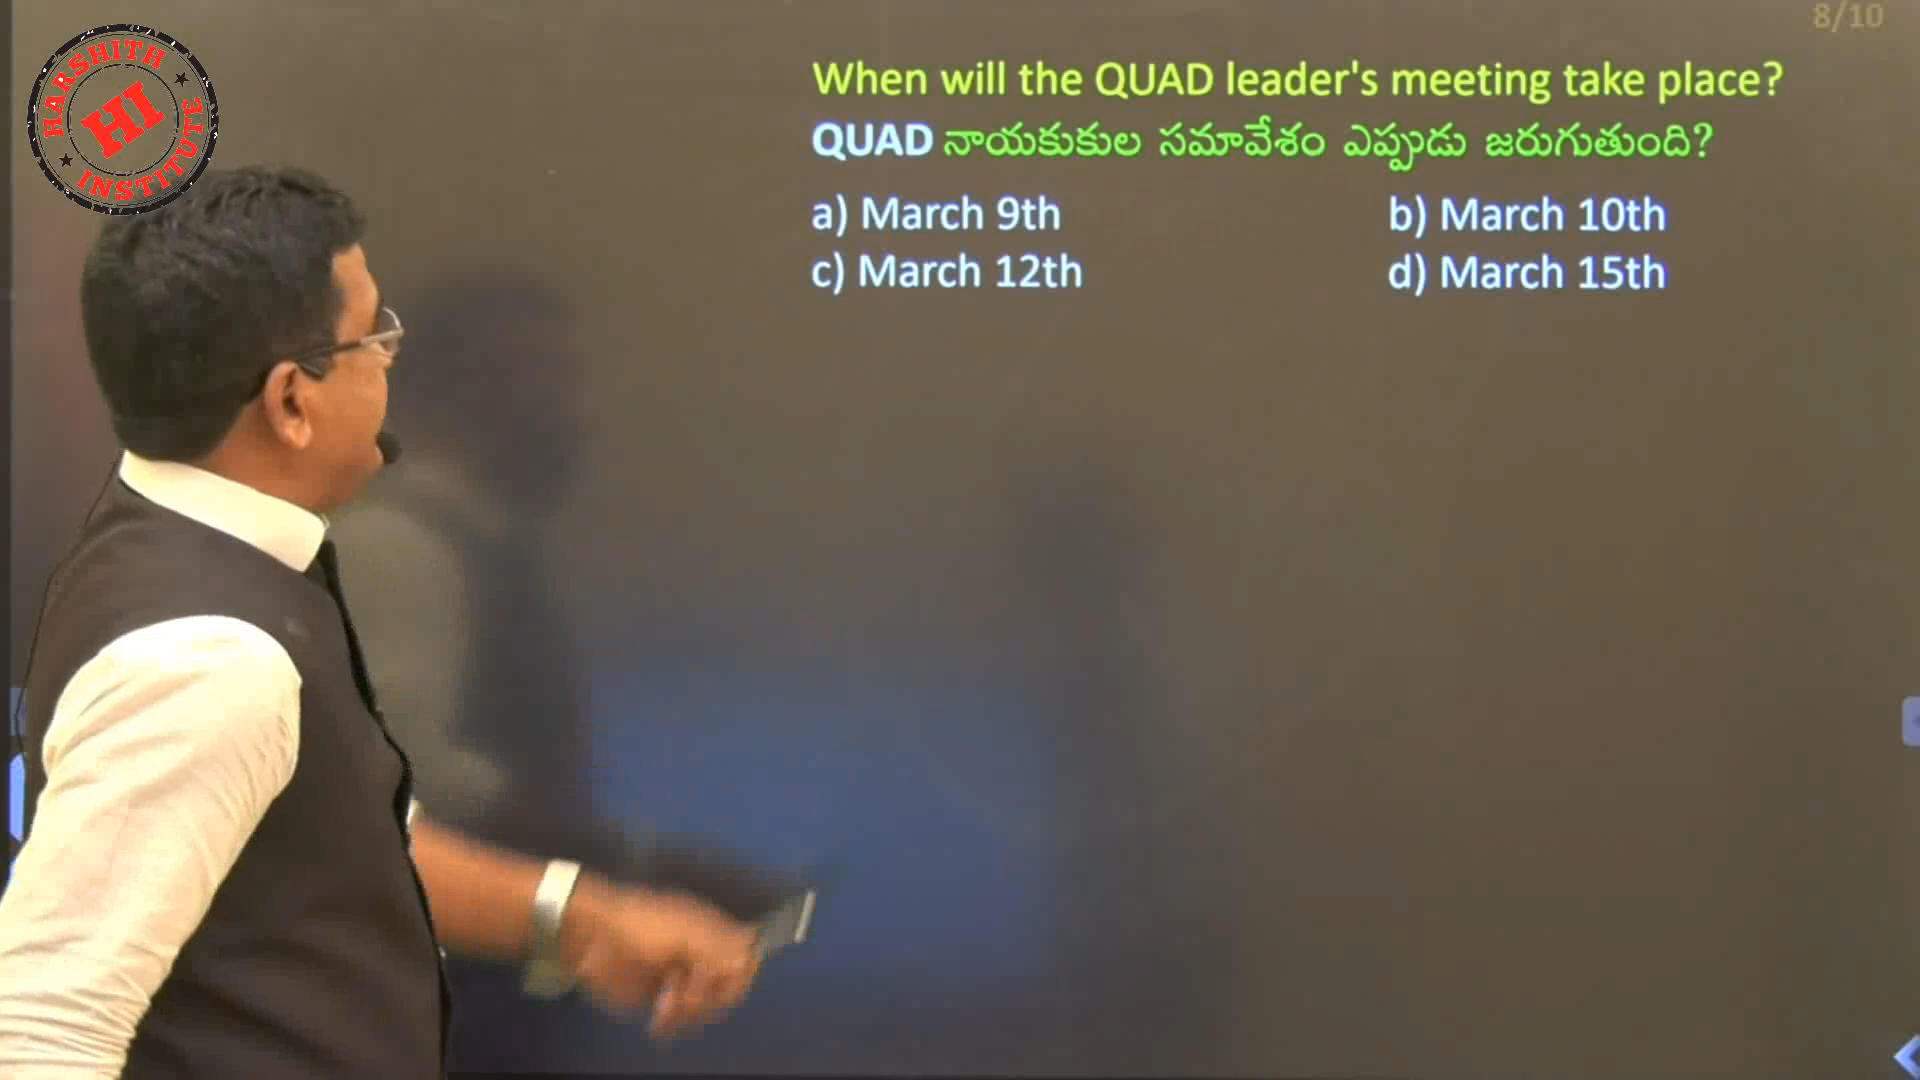 8/10
HARSHITH
HI
INSTITUTE
When will the QUAD leader's meeting take place?
QUAD నాయకుకుల సమావేశం ఎప్పుడు జరుగుతుంది?
a) March 9th b) March 10th
c) March 12th d) March 15th